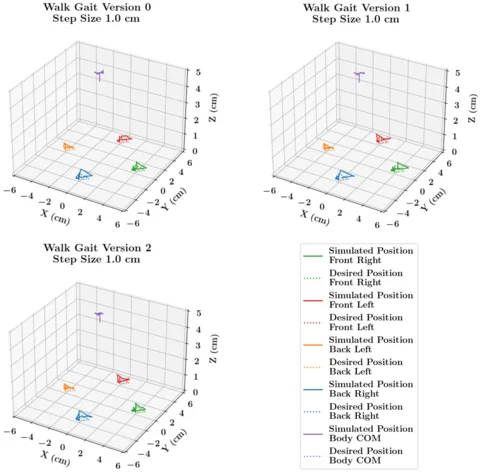 Walk Gait Version 0
Step Size 1.0 cm
5
4
3
2
1
0
Z (cm)
−6
−4
−2
0
2
4
6
X (cm)
−6
−4
−2
0
2
4
6
Y (cm)
Walk Gait Version 1
Step Size 1.0 cm
5
4
3
2
1
0
Z (cm)
−6
−4
−2
0
2
4
6
X (cm)
−6
−4
−2
0
2
4
6
Y (cm)
Walk Gait Version 2
Step Size 1.0 cm
5
4
3
2
1
0
Z (cm)
−6
−4
−2
0
2
4
6
X (cm)
−6
−4
−2
0
2
4
6
Y (cm)
Simulated Position
Front Right
Desired Position
Front Right
Simulated Position
Front Left
Desired Position
Front Left
Simulated Position
Back Left
Desired Position
Back Left
Simulated Position
Back Right
Desired Position
Back Right
Simulated Position
Body COM
Desired Position
Body COM